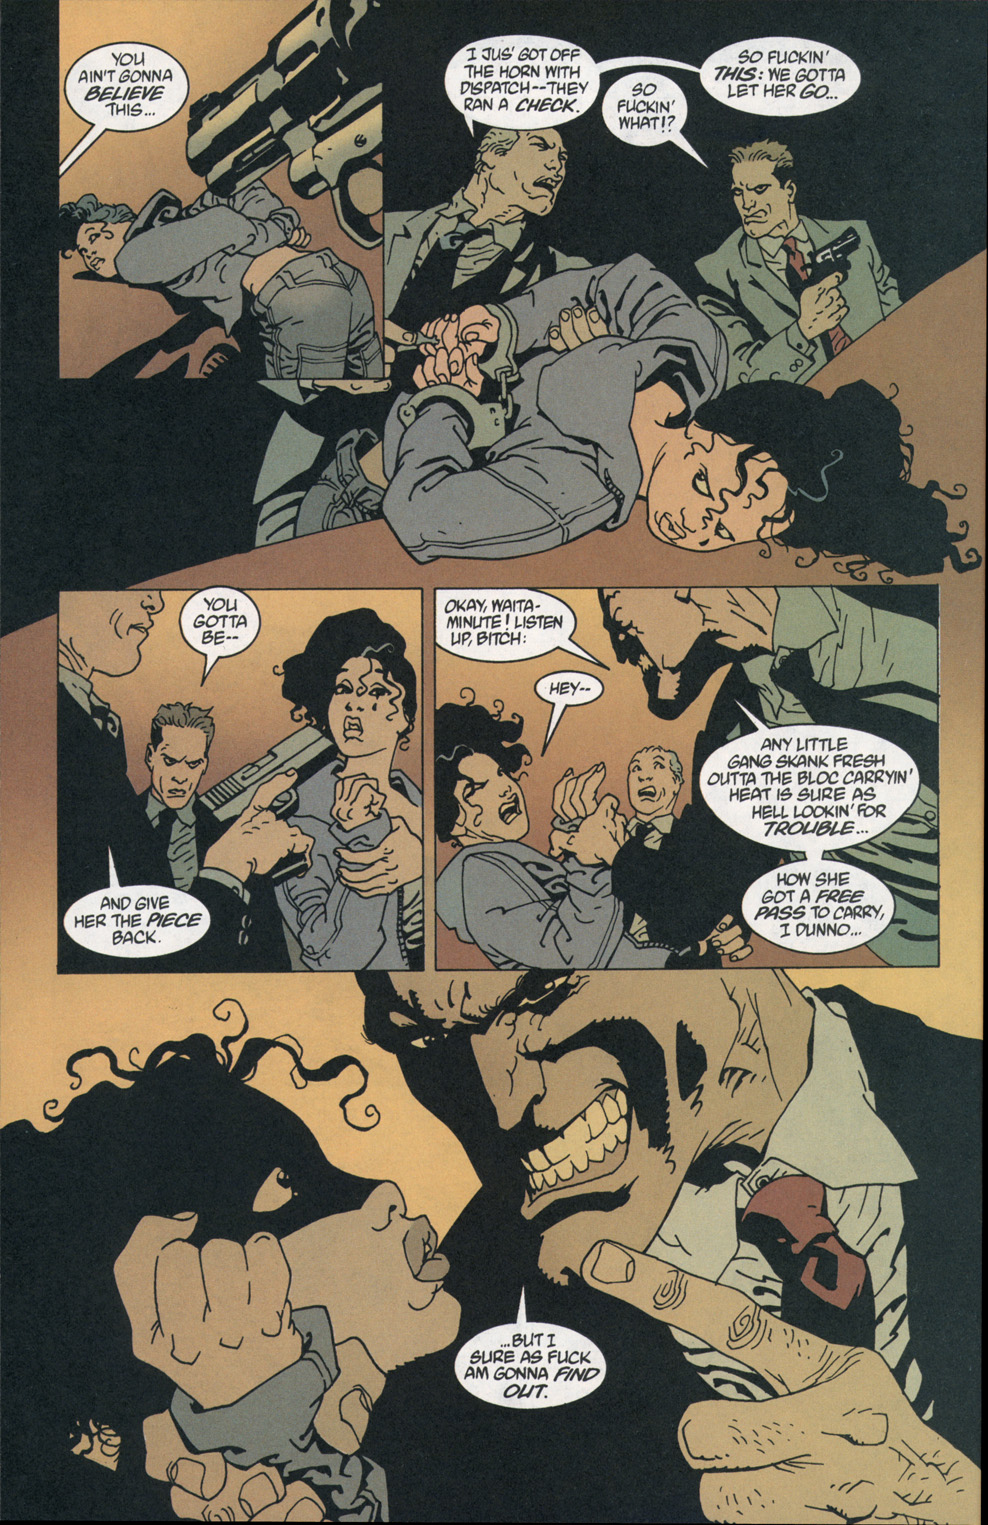 YOU
AIN'T GONNA
BELIEVE
THIS...
I JUS' GOT OFF
THE HORN WITH
DISPATCH--THEY
RAN A CHECK.
SO
FUCKIN'
WHAT!?
SO FUCKIN'
THIS: WE GOTTA
LET HER GO...
YOU
GOTTA
BE--
AND GIVE
HER THE PIECE
BACK.
OKAY, WAITA-
MINUTE! LISTEN
UP, BITCH:
HEY--
ANY LITTLE
GANG SKANK FRESH
OUTTA THE BLOC CARRYIN'
HEAT IS SURE AS
HELL LOOKIN' FOR
TROUBLE...
HOW SHE
GOT A FREE
PASS TO CARRY,
I DUNNO...
...BUT I
SURE AS FUCK
AM GONNA FIND
OUT.